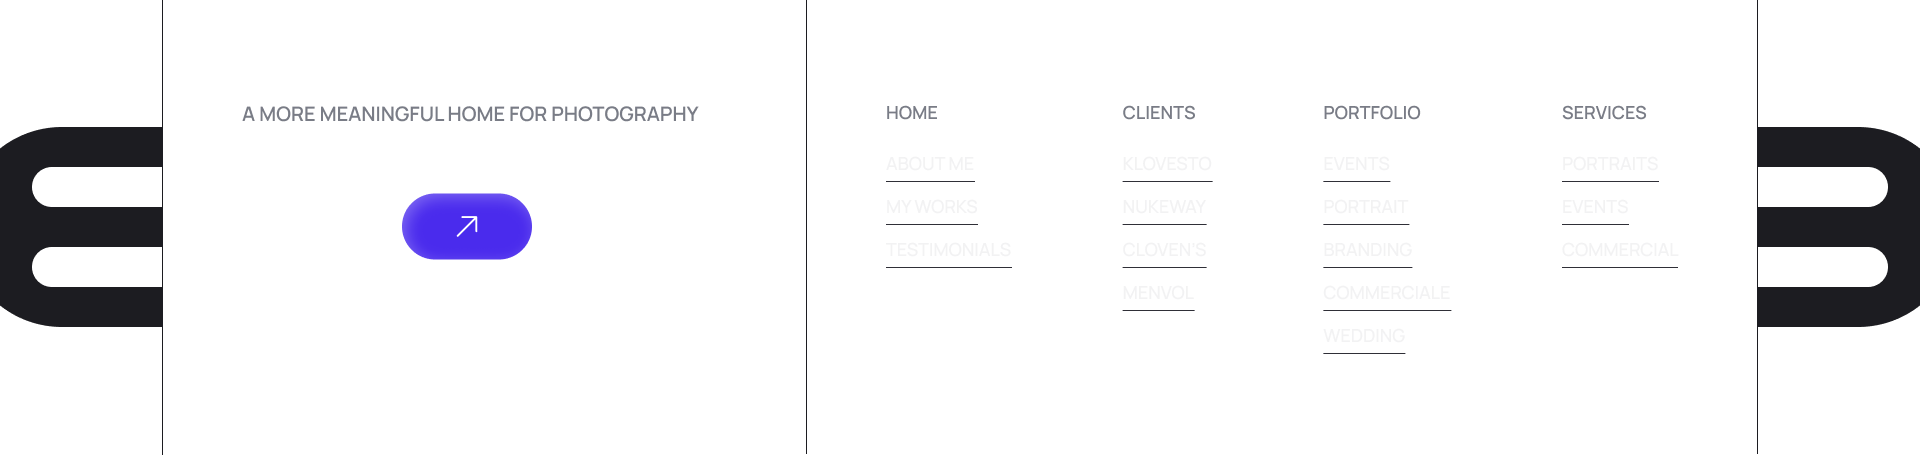 A MORE MEANINGFUL HOME FOR PHOTOGRAPHY
HOME
ABOUT ME
MY WORKS
TESTIMONIALS
CLIENTS
KLOVESTO
NUKEWAY
CLOVEN'S
MENVOL
PORTFOLIO
EVENTS
PORTRAIT
BRANDING
COMMERCIALE
WEDDING
SERVICES
PORTRAITS
EVENTS
COMMERCIAL